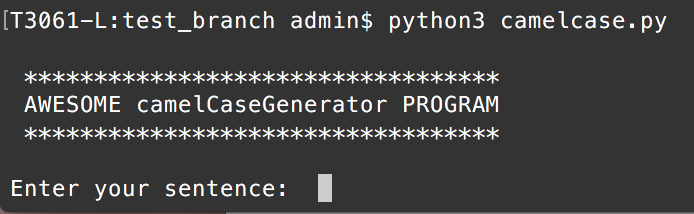 [T3061-L:test_branch admin$ python3 camelcase.py
**********************************
AWESOME camelCaseGenerator PROGRAM
**********************************
Enter your sentence: